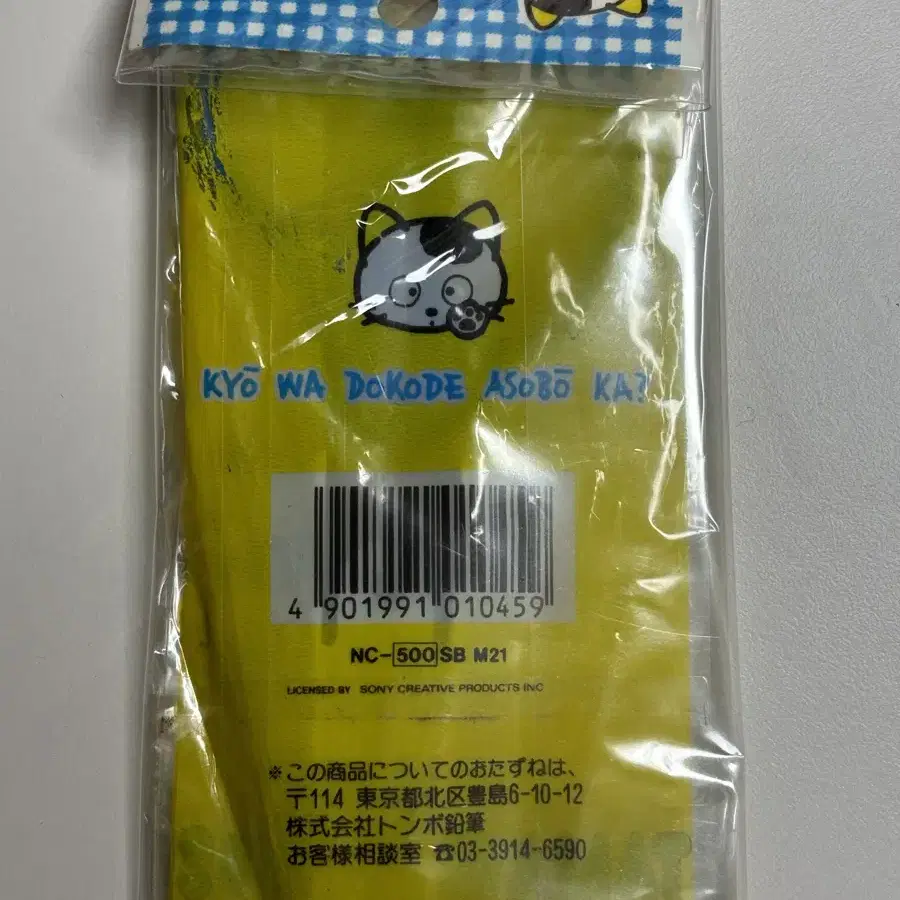 KYŌ WA DOKODE ASOBŌ KA?
4 901991 010459
NC-500SB M21
LICENSED BY SONY CREATIVE PRODUCTS INC
※この商品についてのおたずねは、
〒114 東京都北区豊島6-10-12
株式会社トンボ鉛筆
お客様相談室 ☎03-3914-6590